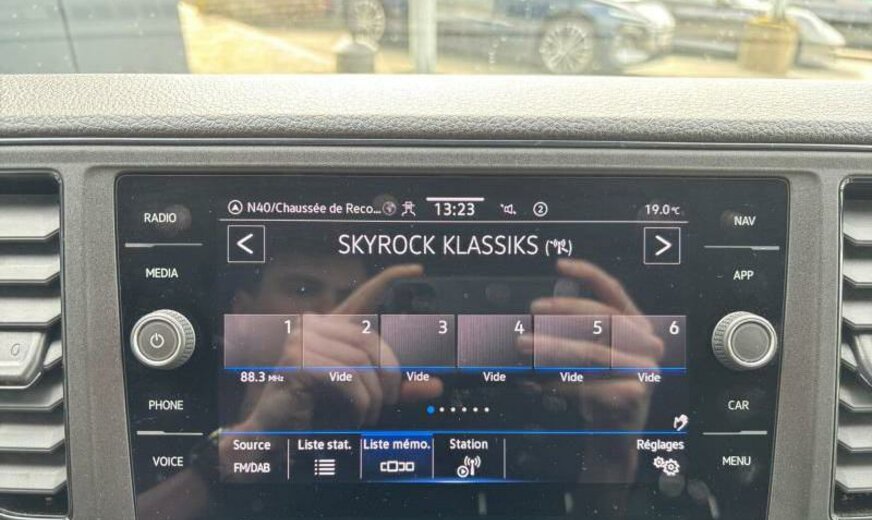 N40/Chaussée de Reco... 13:23 2 19.0°C
RADIO
NAV
< SKYROCK KLASSIKS >
MEDIA
APP
1 2 3 4 5 6
88.3 MHz Vide Vide Vide Vide Vide
PHONE
CAR
Source Liste stat. Liste mémo. Station Réglages
FM/DAB
VOICE
MENU
0